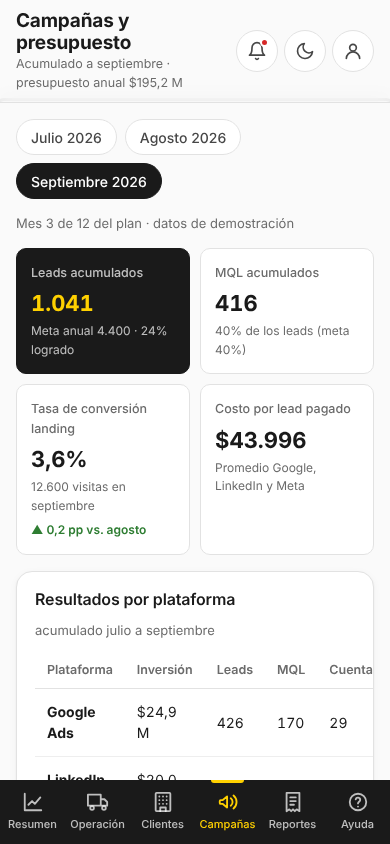 Campañas y
presupuesto
Acumulado a septiembre ·
presupuesto anual $195,2 M
Julio 2026
Agosto 2026
Septiembre 2026
Mes 3 de 12 del plan · datos de demostración
Leads acumulados
1.041
Meta anual 4.400 · 24%
logrado
MQL acumulados
416
40% de los leads (meta
40%)
Tasa de conversión
landing
3,6%
12.600 visitas en
septiembre
▲ 0,2 pp vs. agosto
Costo por lead pagado
$43.996
Promedio Google,
LinkedIn y Meta
Resultados por plataforma
acumulado julio a septiembre
Plataforma Inversión Leads MQL Cuenta
Google
Ads
$24,9
M
426 170 29
LinkedIn $20,0
Resumen Operación Clientes Campañas Reportes Ayuda